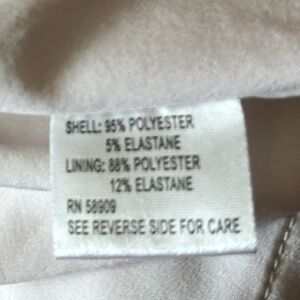 SHELL: 95% POLYESTER
5% ELASTANE
LINING: 88% POLYESTER
12% ELASTANE
RN 58909
SEE REVERSE SIDE FOR CARE